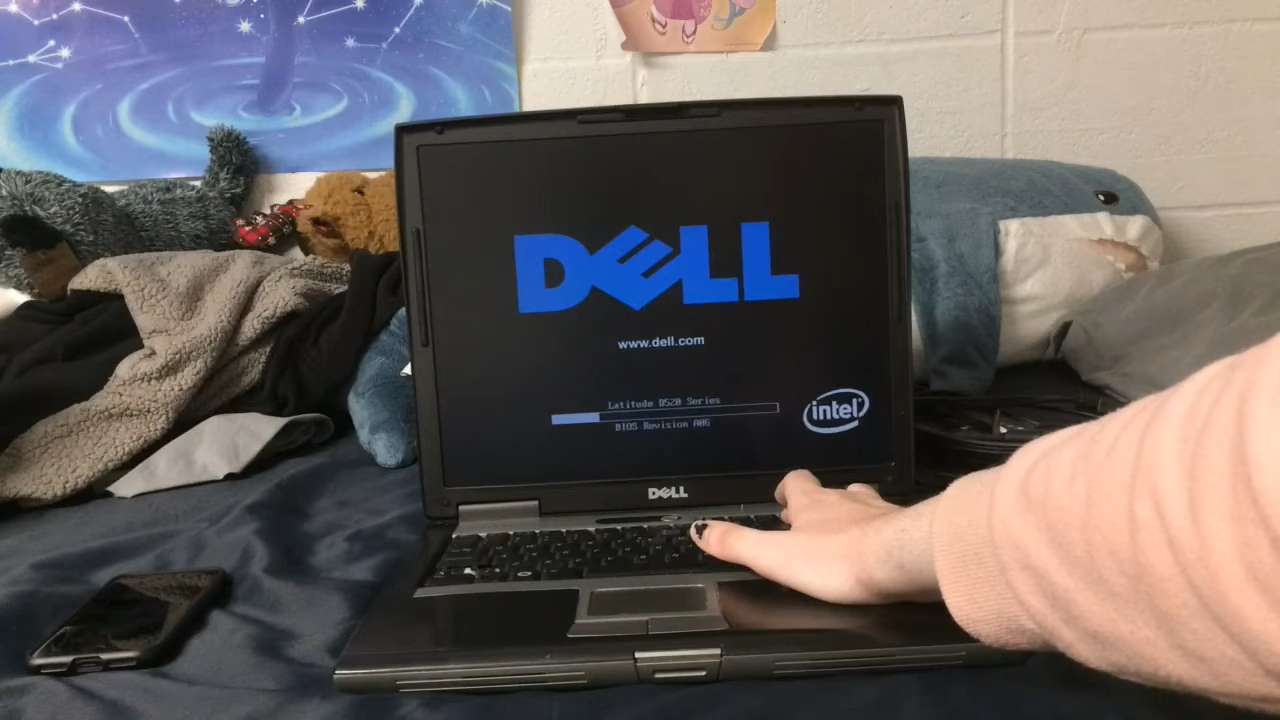 DELL
www.dell.com
Latitude D520 Series
BIOS Revision A06
intel
DELL